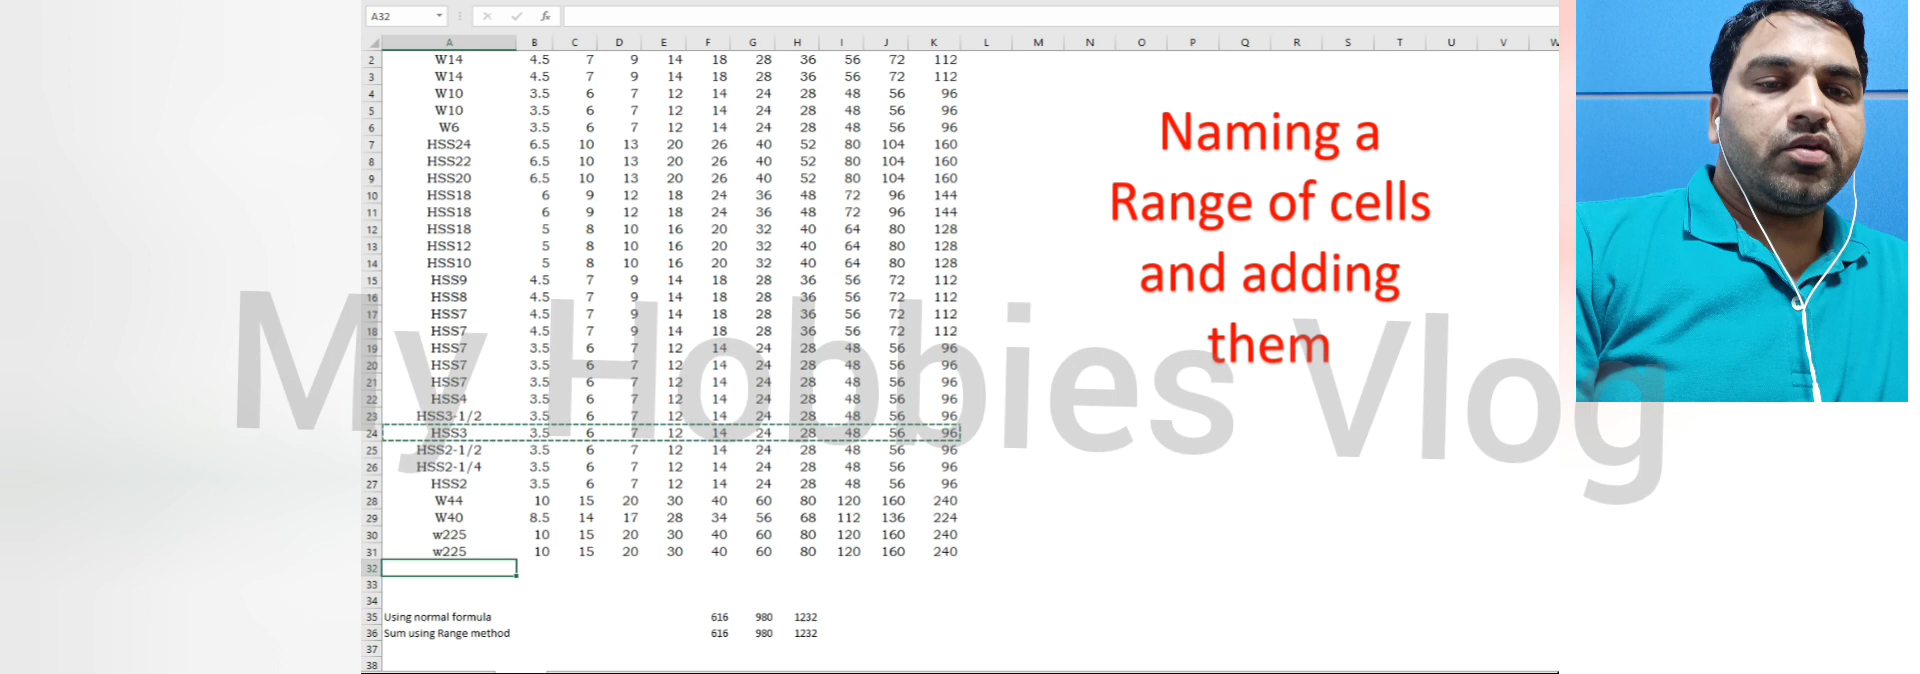 A32
fx
A B C D E F G H I J K L M N O P Q R S T U V W
2 W14 4.5 7 9 14 18 28 36 56 72 112
3 W14 4.5 7 9 14 18 28 36 56 72 112
4 W10 3.5 6 7 12 14 24 28 48 56 96
5 W10 3.5 6 7 12 14 24 28 48 56 96
6 W6 3.5 6 7 12 14 24 28 48 56 96
7 HSS24 6.5 10 13 20 26 40 52 80 104 160
8 HSS22 6.5 10 13 20 26 40 52 80 104 160
9 HSS20 6.5 10 13 20 26 40 52 80 104 160
10 HSS18 6 9 12 18 24 36 48 72 96 144
11 HSS18 6 9 12 18 24 36 48 72 96 144
12 HSS18 5 8 10 16 20 32 40 64 80 128
13 HSS12 5 8 10 16 20 32 40 64 80 128
14 HSS10 5 8 10 16 20 32 40 64 80 128
15 HSS9 4.5 7 9 14 18 28 36 56 72 112
16 HSS8 4.5 7 9 14 18 28 36 56 72 112
17 HSS7 4.5 7 9 14 18 28 36 56 72 112
18 HSS7 4.5 7 9 14 18 28 36 56 72 112
19 HSS7 3.5 6 7 12 14 24 28 48 56 96
20 HSS7 3.5 6 7 12 14 24 28 48 56 96
21 HSS7 3.5 6 7 12 14 24 28 48 56 96
22 HSS4 3.5 6 7 12 14 24 28 48 56 96
23 HSS3-1/2 3.5 6 7 12 14 24 28 48 56 96
24 HSS3 3.5 6 7 12 14 24 28 48 56 96
25 HSS2-1/2 3.5 6 7 12 14 24 28 48 56 96
26 HSS2-1/4 3.5 6 7 12 14 24 28 48 56 96
27 HSS2 3.5 6 7 12 14 24 28 48 56 96
28 W44 10 15 20 30 40 60 80 120 160 240
29 W40 8.5 14 17 28 34 56 68 112 136 224
30 w225 10 15 20 30 40 60 80 120 160 240
31 w225 10 15 20 30 40 60 80 120 160 240
32
33
34
35 Using normal formula 616 980 1232
36 Sum using Range method 616 980 1232
37
38
Naming a
Range of cells
and adding
them
My Hobbies Vlog